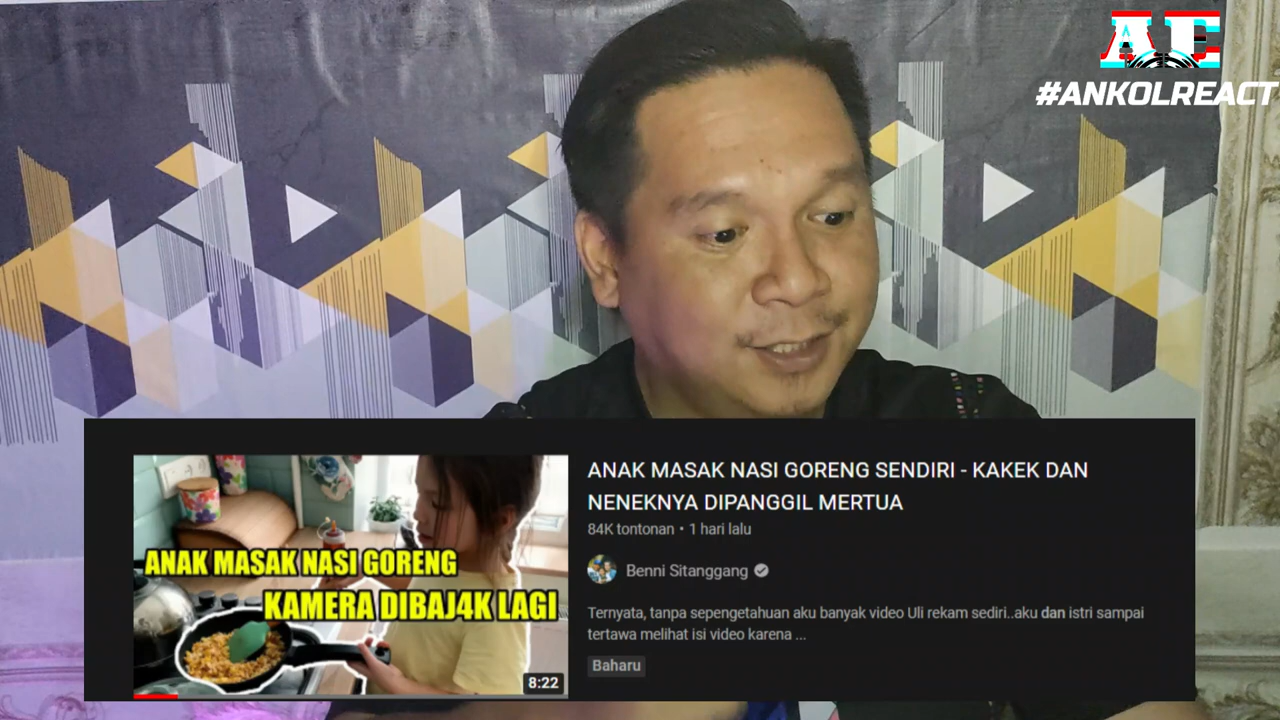 AE
#ANKOLREACT
ANAK MASAK NASI GORENG
KAMERA DIBAJ4K LAGI
8:22
ANAK MASAK NASI GORENG SENDIRI - KAKEK DAN
NENEKNYA DIPANGGIL MERTUA
84K tontonan • 1 hari lalu
Benni Sitanggang
Ternyata, tanpa sepengetahuan aku banyak video Uli rekam sediri..aku dan istri sampai
tertawa melihat isi video karena ...
Baharu